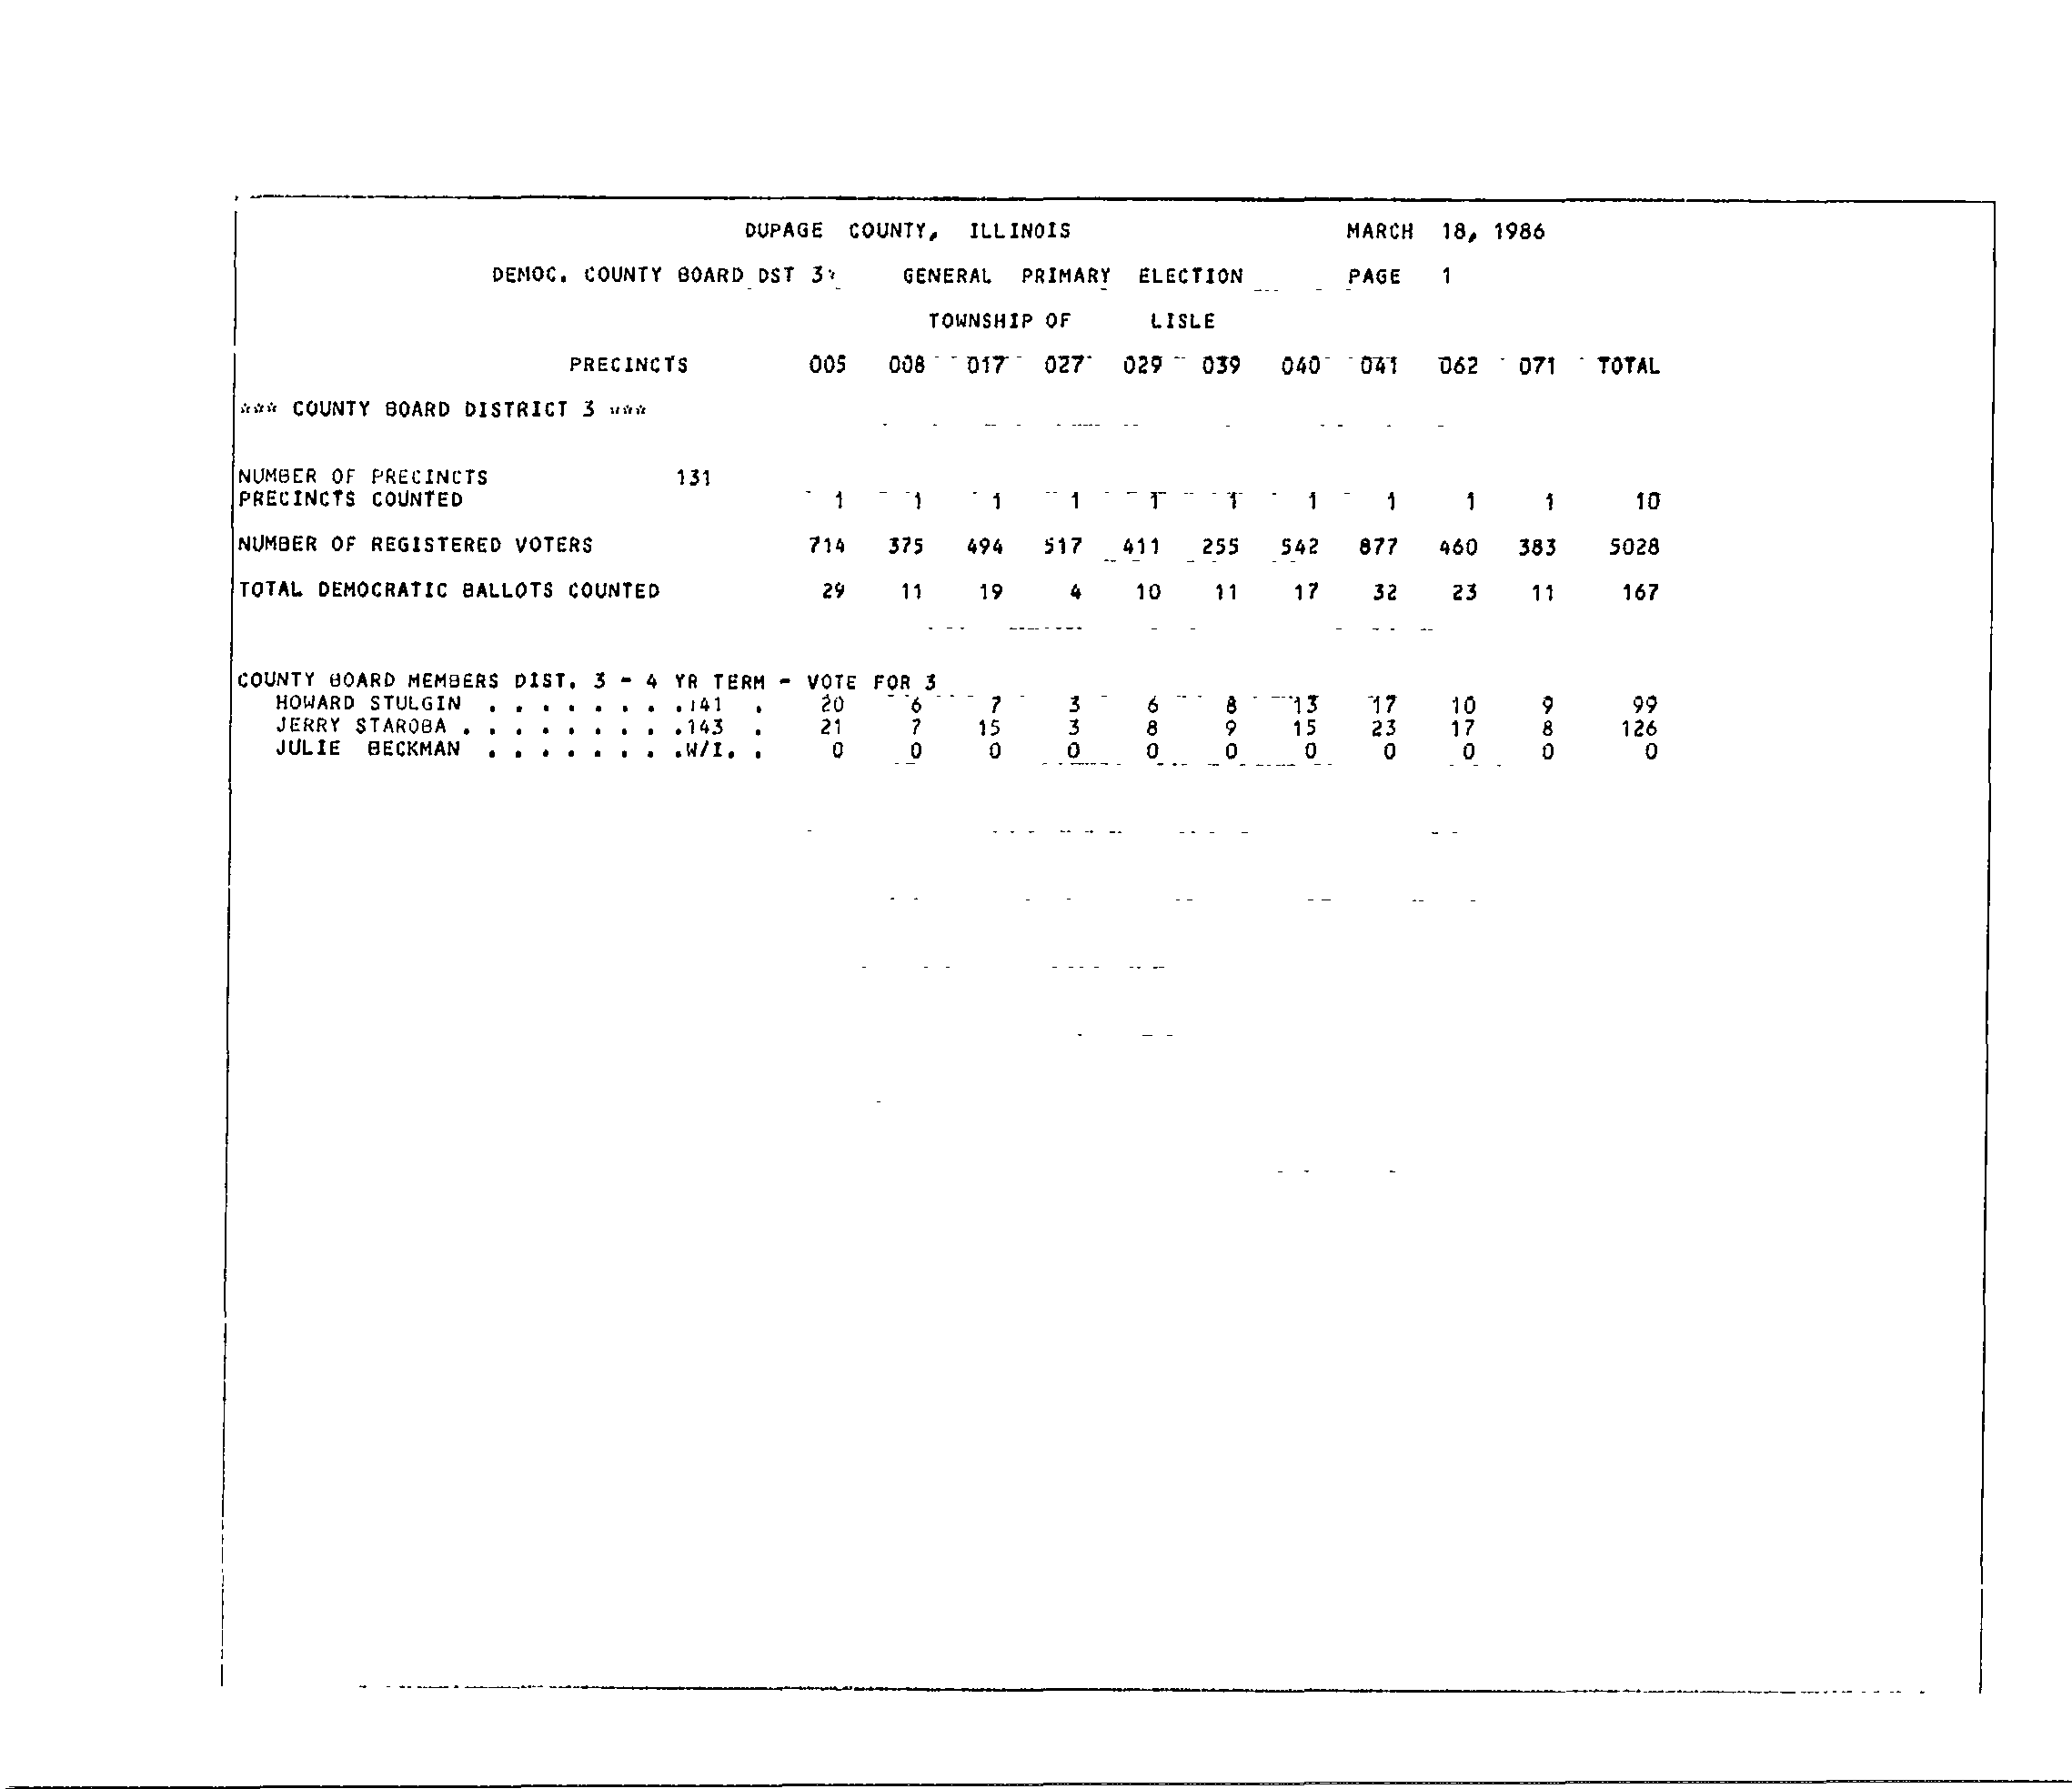 DUPAGE COUNTY, ILLINOIS MARCH 18, 1986
DEMOC. COUNTY BOARD DST 3* GENERAL PRIMARY ELECTION PAGE 1
TOWNSHIP OF LISLE
PRECINCTS 005 008 017 027 029 039 040 041 062 071 TOTAL
*** COUNTY BOARD DISTRICT 3 ***
NUMBER OF PRECINCTS 131
PRECINCTS COUNTED 1 1 1 1 1 1 1 1 1 1 10
NUMBER OF REGISTERED VOTERS 714 375 494 517 411 255 542 877 460 383 5028
TOTAL DEMOCRATIC BALLOTS COUNTED 29 11 19 4 10 11 17 32 23 11 167
COUNTY BOARD MEMBERS DIST. 3 - 4 YR TERM - VOTE FOR 3
HOWARD STULGIN . . . . . . . .141 . 20 6 7 3 6 8 13 17 10 9 99
JERRY STAROBA . . . . . . . . .143 . 21 7 15 3 8 9 15 23 17 8 126
JULIE BECKMAN . . . . . . . .W/I. . 0 0 0 0 0 0 0 0 0 0 0